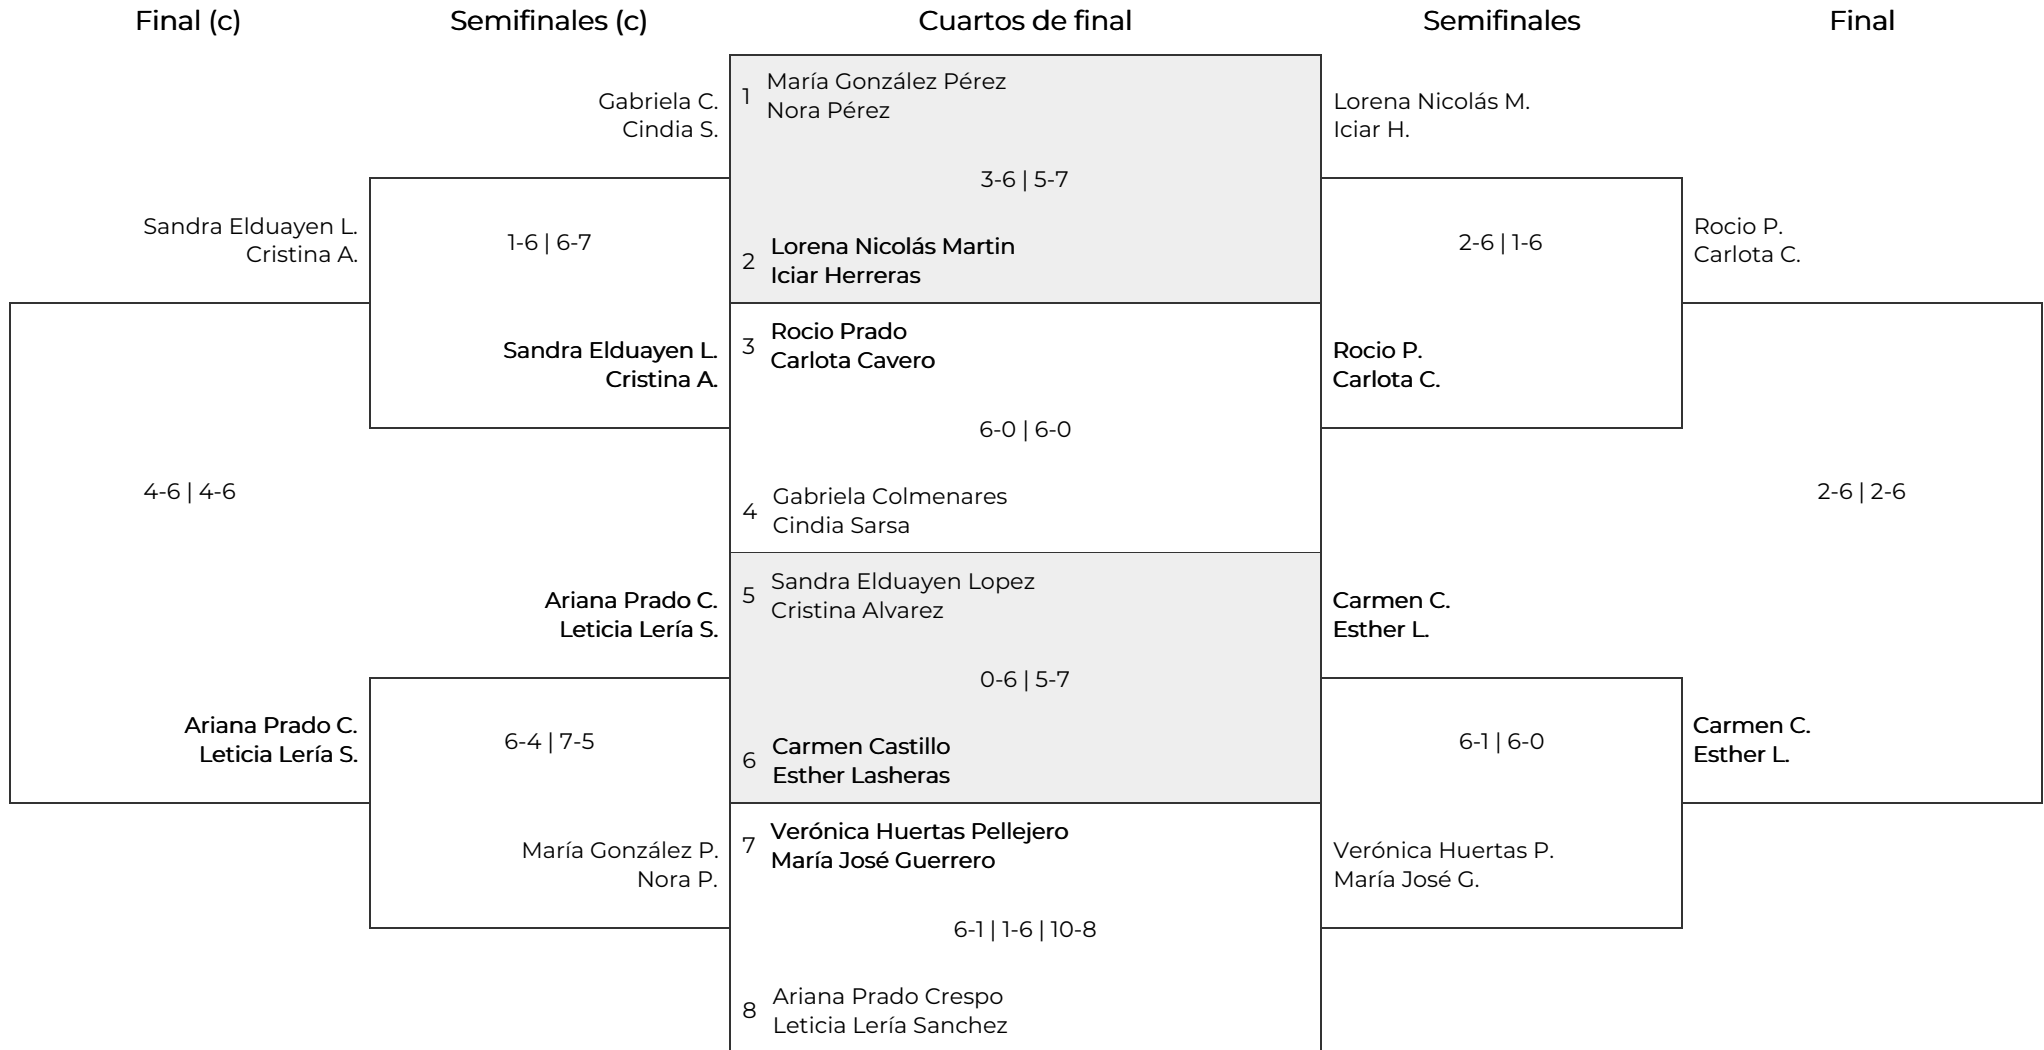 Final (c)
Semifinales (c)
Cuartos de final
Semifinales
Final
Sandra Elduayen L.
Cristina A.
4-6 | 4-6
Ariana Prado C.
Leticia Lería S.
Gabriela C.
Cindia S.
1-6 | 6-7
Sandra Elduayen L.
Cristina A.
Ariana Prado C.
Leticia Lería S.
6-4 | 7-5
María González P.
Nora P.
1
María González Pérez
Nora Pérez
3-6 | 5-7
2
Lorena Nicolás Martin
Iciar Herreras
3
Rocio Prado
Carlota Cavero
6-0 | 6-0
4
Gabriela Colmenares
Cindia Sarsa
5
Sandra Elduayen Lopez
Cristina Alvarez
0-6 | 5-7
6
Carmen Castillo
Esther Lasheras
7
Verónica Huertas Pellejero
María José Guerrero
6-1 | 1-6 | 10-8
8
Ariana Prado Crespo
Leticia Lería Sanchez
Lorena Nicolás M.
Iciar H.
2-6 | 1-6
Rocio P.
Carlota C.
Carmen C.
Esther L.
6-1 | 6-0
Verónica Huertas P.
María José G.
Rocio P.
Carlota C.
2-6 | 2-6
Carmen C.
Esther L.